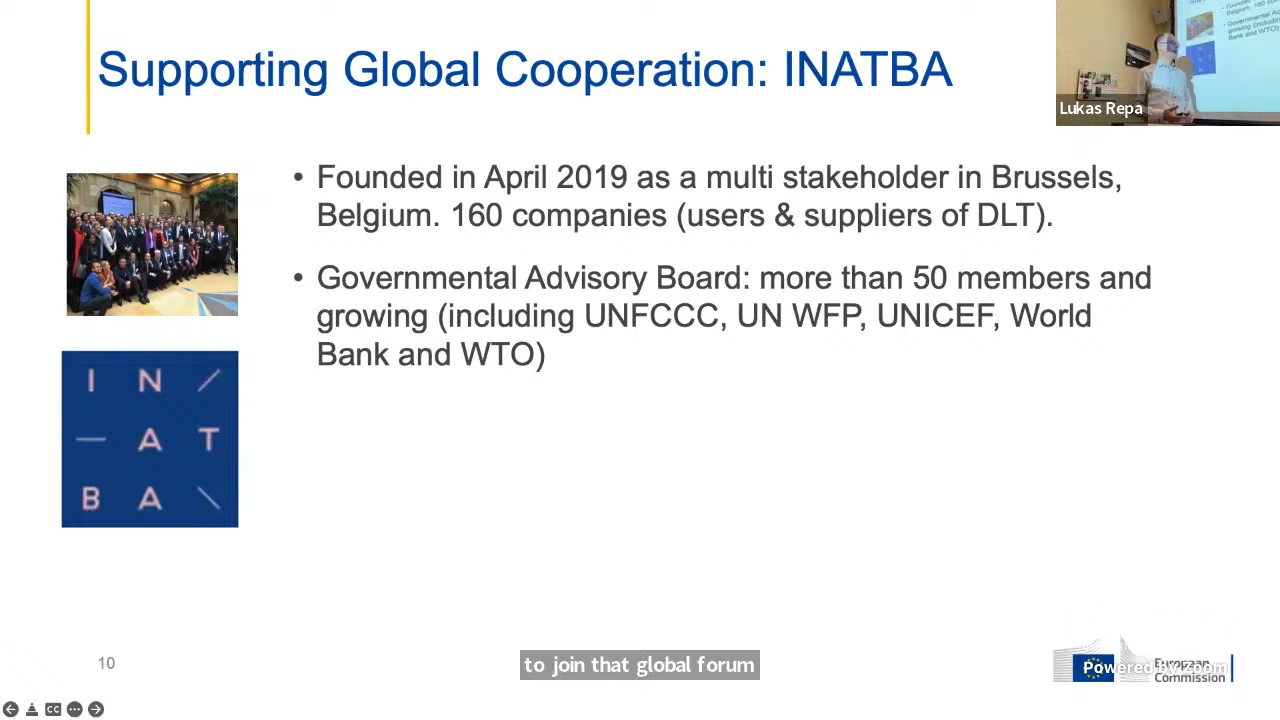 Supporting Global Cooperation: INATBA
Lukas Repa
• Founded in April 2019 as a multi stakeholder in Brussels,
Belgium. 160 companies (users & suppliers of DLT).
• Governmental Advisory Board: more than 50 members and
growing (including UNFCCC, UN WFP, UNICEF, World
Bank and WTO)
I N /
— A T
B A \
10
to join that global forum
Powered by Zoom
European
Commission
CC